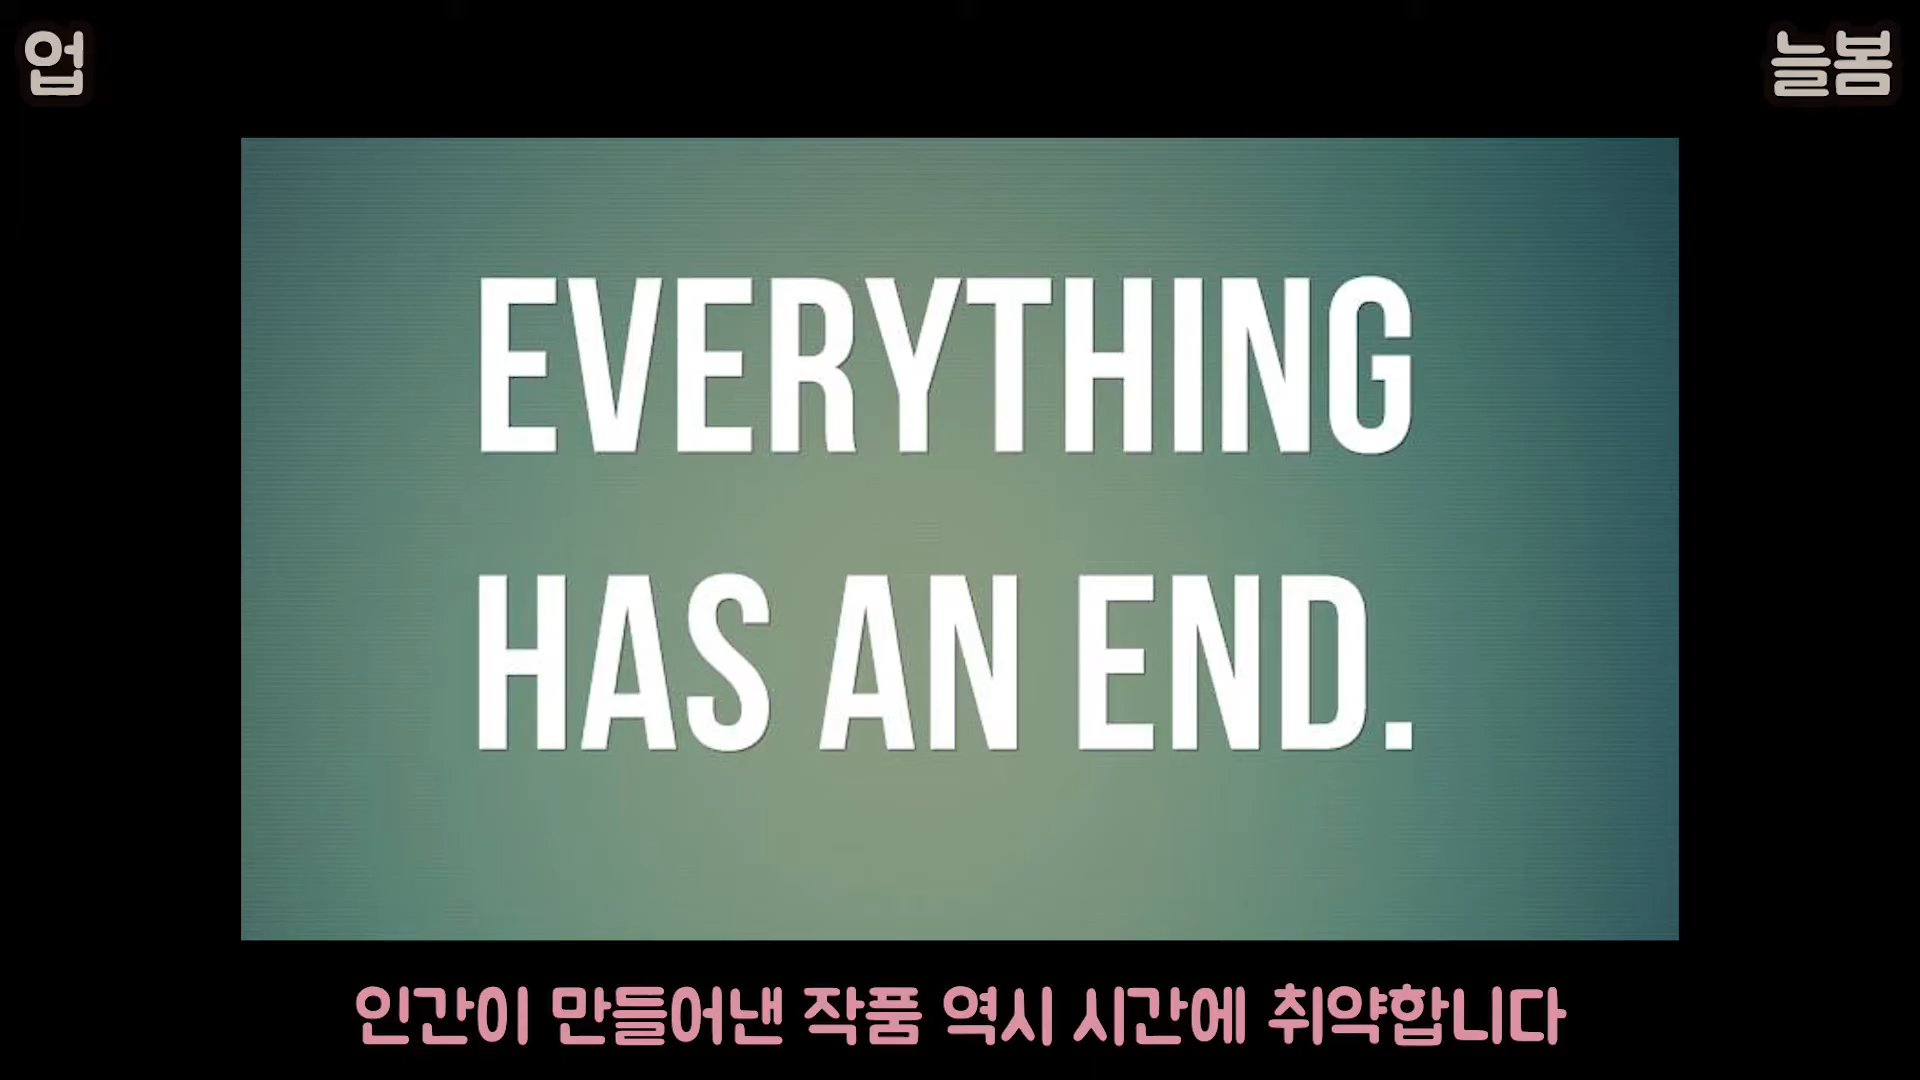 업
늘봄
EVERYTHING
HAS AN END.
인간이 만들어낸 작품 역시 시간에 취약합니다